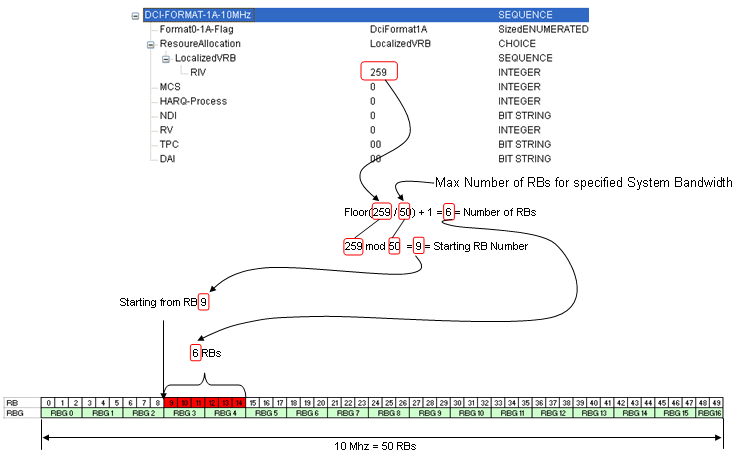 DCI-FORMAT-1A-10MHz SEQUENCE
Format0-1A-Flag DciFormat1A SizedENUMERATED
ResoureAllocation LocalizedVRB CHOICE
LocalizedVRB SEQUENCE
RIV 259 INTEGER
MCS 0 INTEGER
HARQ-Process 0 INTEGER
NDI 0 BIT STRING
RV 0 INTEGER
TPC 00 BIT STRING
DAI 00 BIT STRING
Max Number of RBs for specified System Bandwidth
Floor(259 / 50) + 1 = 6 = Number of RBs
259 mod 50 = 9 = Starting RB Number
Starting from RB 9
6 RBs
RB 0 1 2 3 4 5 6 7 8 9 10 11 12 13 14 15 16 17 18 19 20 21 22 23 24 25 26 27 28 29 30 31 32 33 34 35 36 37 38 39 40 41 42 43 44 45 46 47 48 49
RBG RBG 0 RBG 1 RBG 2 RBG 3 RBG 4 RBG 5 RBG 6 RBG 7 RBG 8 RBG 9 RBG 10 RBG 11 RBG 12 RBG 13 RBG 14 RBG 15 RBG16
10 Mhz = 50 RBs